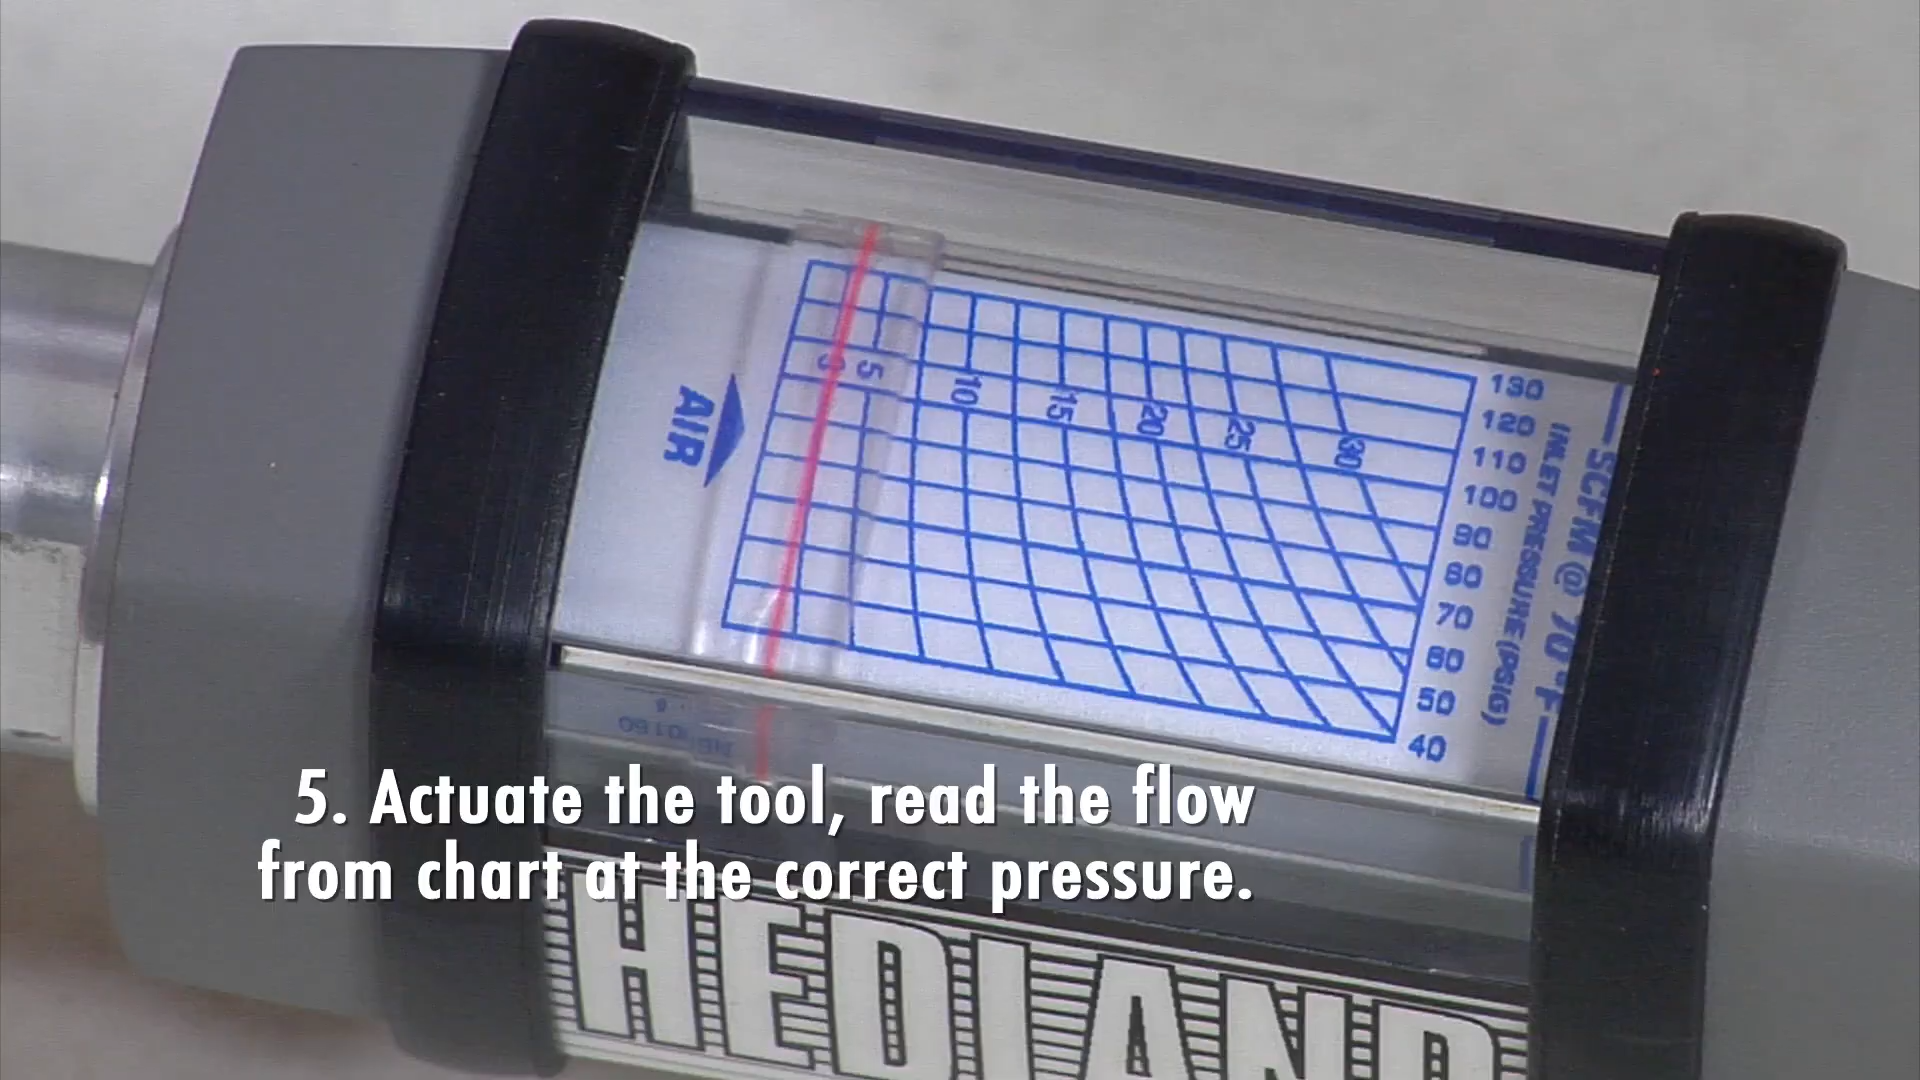 AIR
3 5 10 15 20 25 30
130
120
110
100
90
80
70
60
50
40
INLET PRESSURE (PSIG)
SCFM @ 70°F
5. Actuate the tool, read the flow
from chart at the correct pressure.
HEDLAND